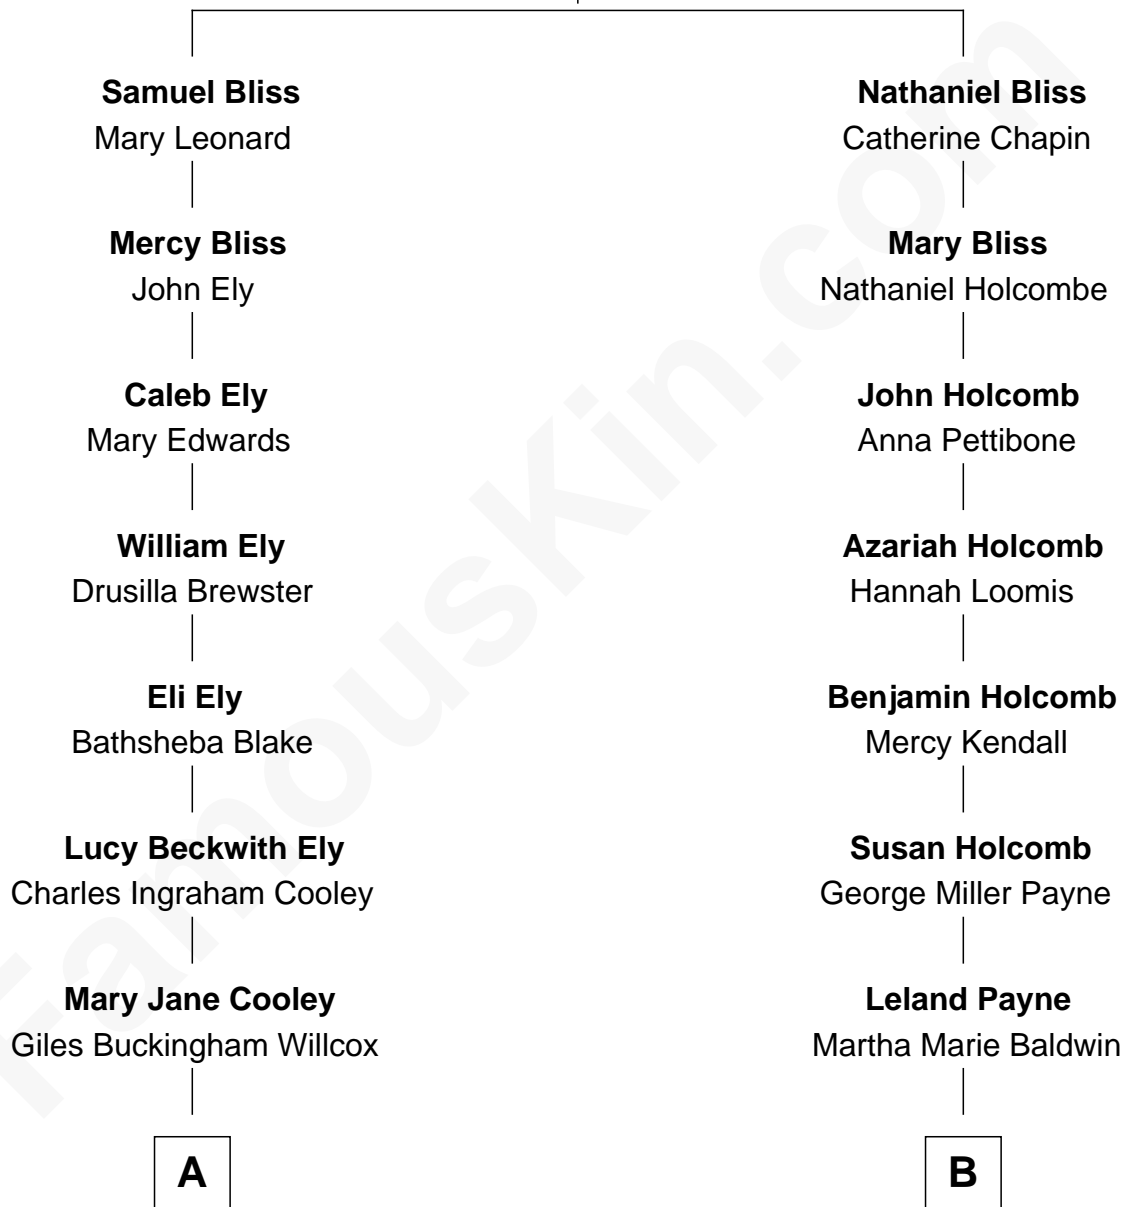 Samuel Bliss
Mary Leonard
Nathaniel Bliss
Catherine Chapin
Mercy Bliss
John Ely
Mary Bliss
Nathaniel Holcombe
Caleb Ely
Mary Edwards
John Holcomb
Anna Pettibone
William Ely
Drusilla Brewster
Azariah Holcomb
Hannah Loomis
Eli Ely
Bathsheba Blake
Benjamin Holcomb
Mercy Kendall
Lucy Beckwith Ely
Charles Ingraham Cooley
Susan Holcomb
George Miller Payne
Mary Jane Cooley
Giles Buckingham Willcox
Leland Payne
Martha Marie Baldwin
A
B
FamousKin.com